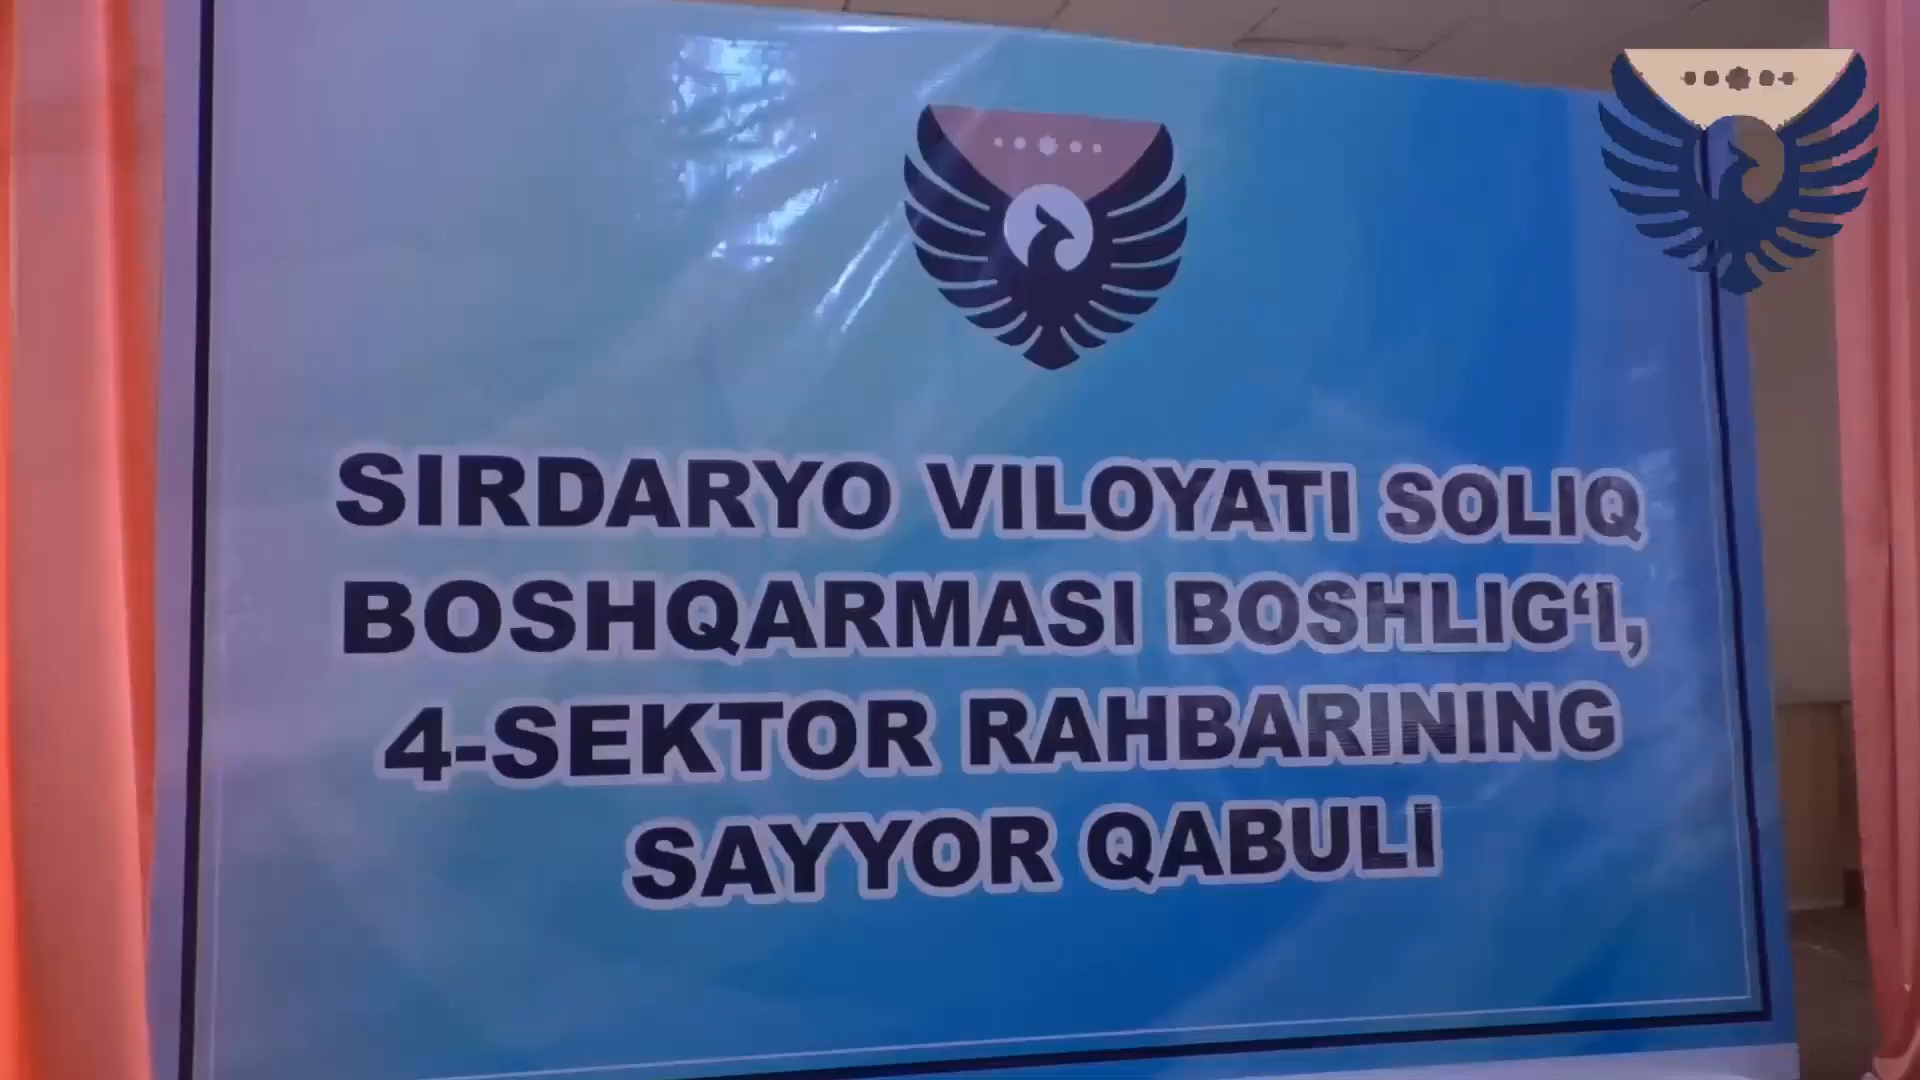 SIRDARYO VILOYATI SOLIQ
BOSHQARMASI BOSHLIG‘I,
4-SEKTOR RAHBARINING
SAYYOR QABULI